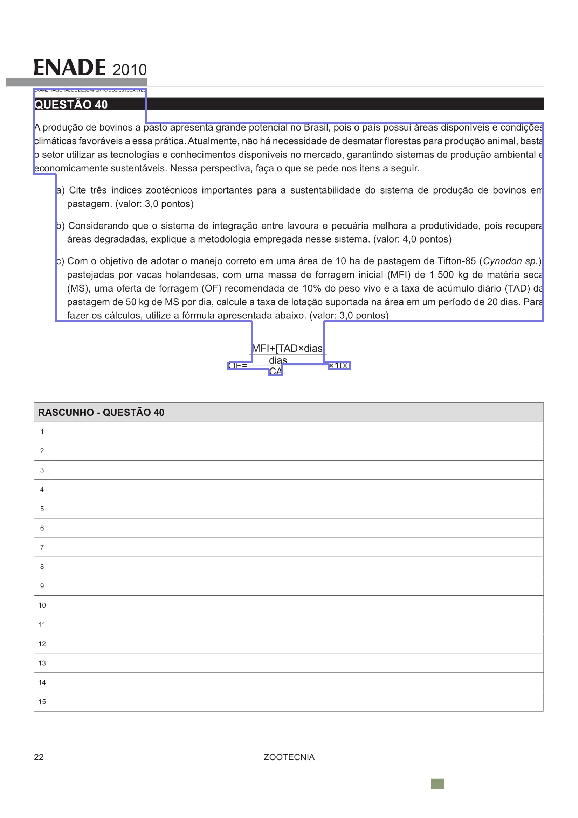 ENADE 2010
QUESTÃO 40
A produção de bovinos a pasto apresenta grande potencial no Brasil, pois o país possui áreas disponíveis e condições
climáticas favoráveis a essa prática. Atualmente, não há necessidade de desmatar florestas para produção animal, basta
o setor utilizar as tecnologias e conhecimentos disponíveis no mercado, garantindo sistemas de produção ambiental e
economicamente sustentáveis. Nessa perspectiva, faça o que se pede nos itens a seguir.
a) Cite três índices zootécnicos importantes para a sustentabilidade do sistema de produção de bovinos em
pastagem. (valor: 3,0 pontos)
b) Considerando que o sistema de integração entre lavoura e pecuária melhora a produtividade, pois recupera
áreas degradadas, explique a metodologia empregada nesse sistema. (valor: 4,0 pontos)
c) Com o objetivo de adotar o manejo correto em uma área de 10 ha de pastagem de Tifton-85 (Cynodon sp.)
pastejadas por vacas holandesas, com uma massa de forragem inicial (MFI) de 1 500 kg de matéria seca
(MS), uma oferta de forragem (OF) recomendada de 10% do peso vivo e a taxa de acúmulo diário (TAD) da
pastagem de 50 kg de MS por dia, calcule a taxa de lotação suportada na área em um período de 20 dias. Para
fazer os cálculos, utilize a fórmula apresentada abaixo. (valor: 3,0 pontos)
MFI+[TAD×dias
dias
OF= ×100
CA
RASCUNHO - QUESTÃO 40
1
2
3
4
5
6
7
8
9
10
11
12
13
14
15
22 ZOOTECNIA